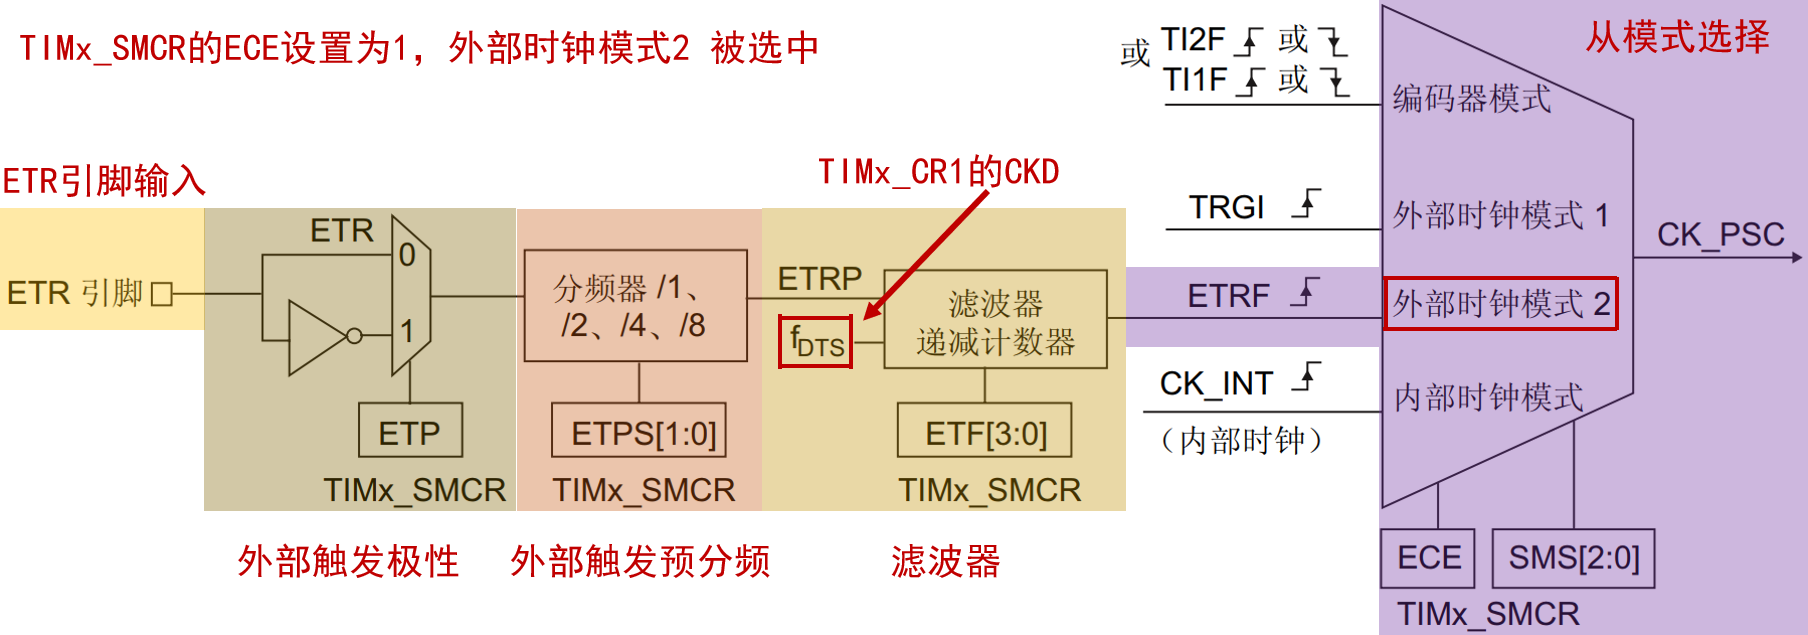 TIMx_SMCR的ECE设置为1，外部时钟模式2 被选中
从模式选择
或
TI2F 或
TI1F 或
编码器模式
ETR引脚输入
TIMx_CR1的CKD
TRGI
外部时钟模式 1
CK_PSC
ETR
0
1
ETR 引脚
分频器 /1、
/2、/4、/8
ETRP
fDTS
滤波器
递减计数器
ETRF
外部时钟模式 2
CK_INT
（内部时钟）
内部时钟模式
ETP
TIMx_SMCR
ETPS[1:0]
TIMx_SMCR
ETF[3:0]
TIMx_SMCR
外部触发极性
外部触发预分频
滤波器
ECE
SMS[2:0]
TIMx_SMCR